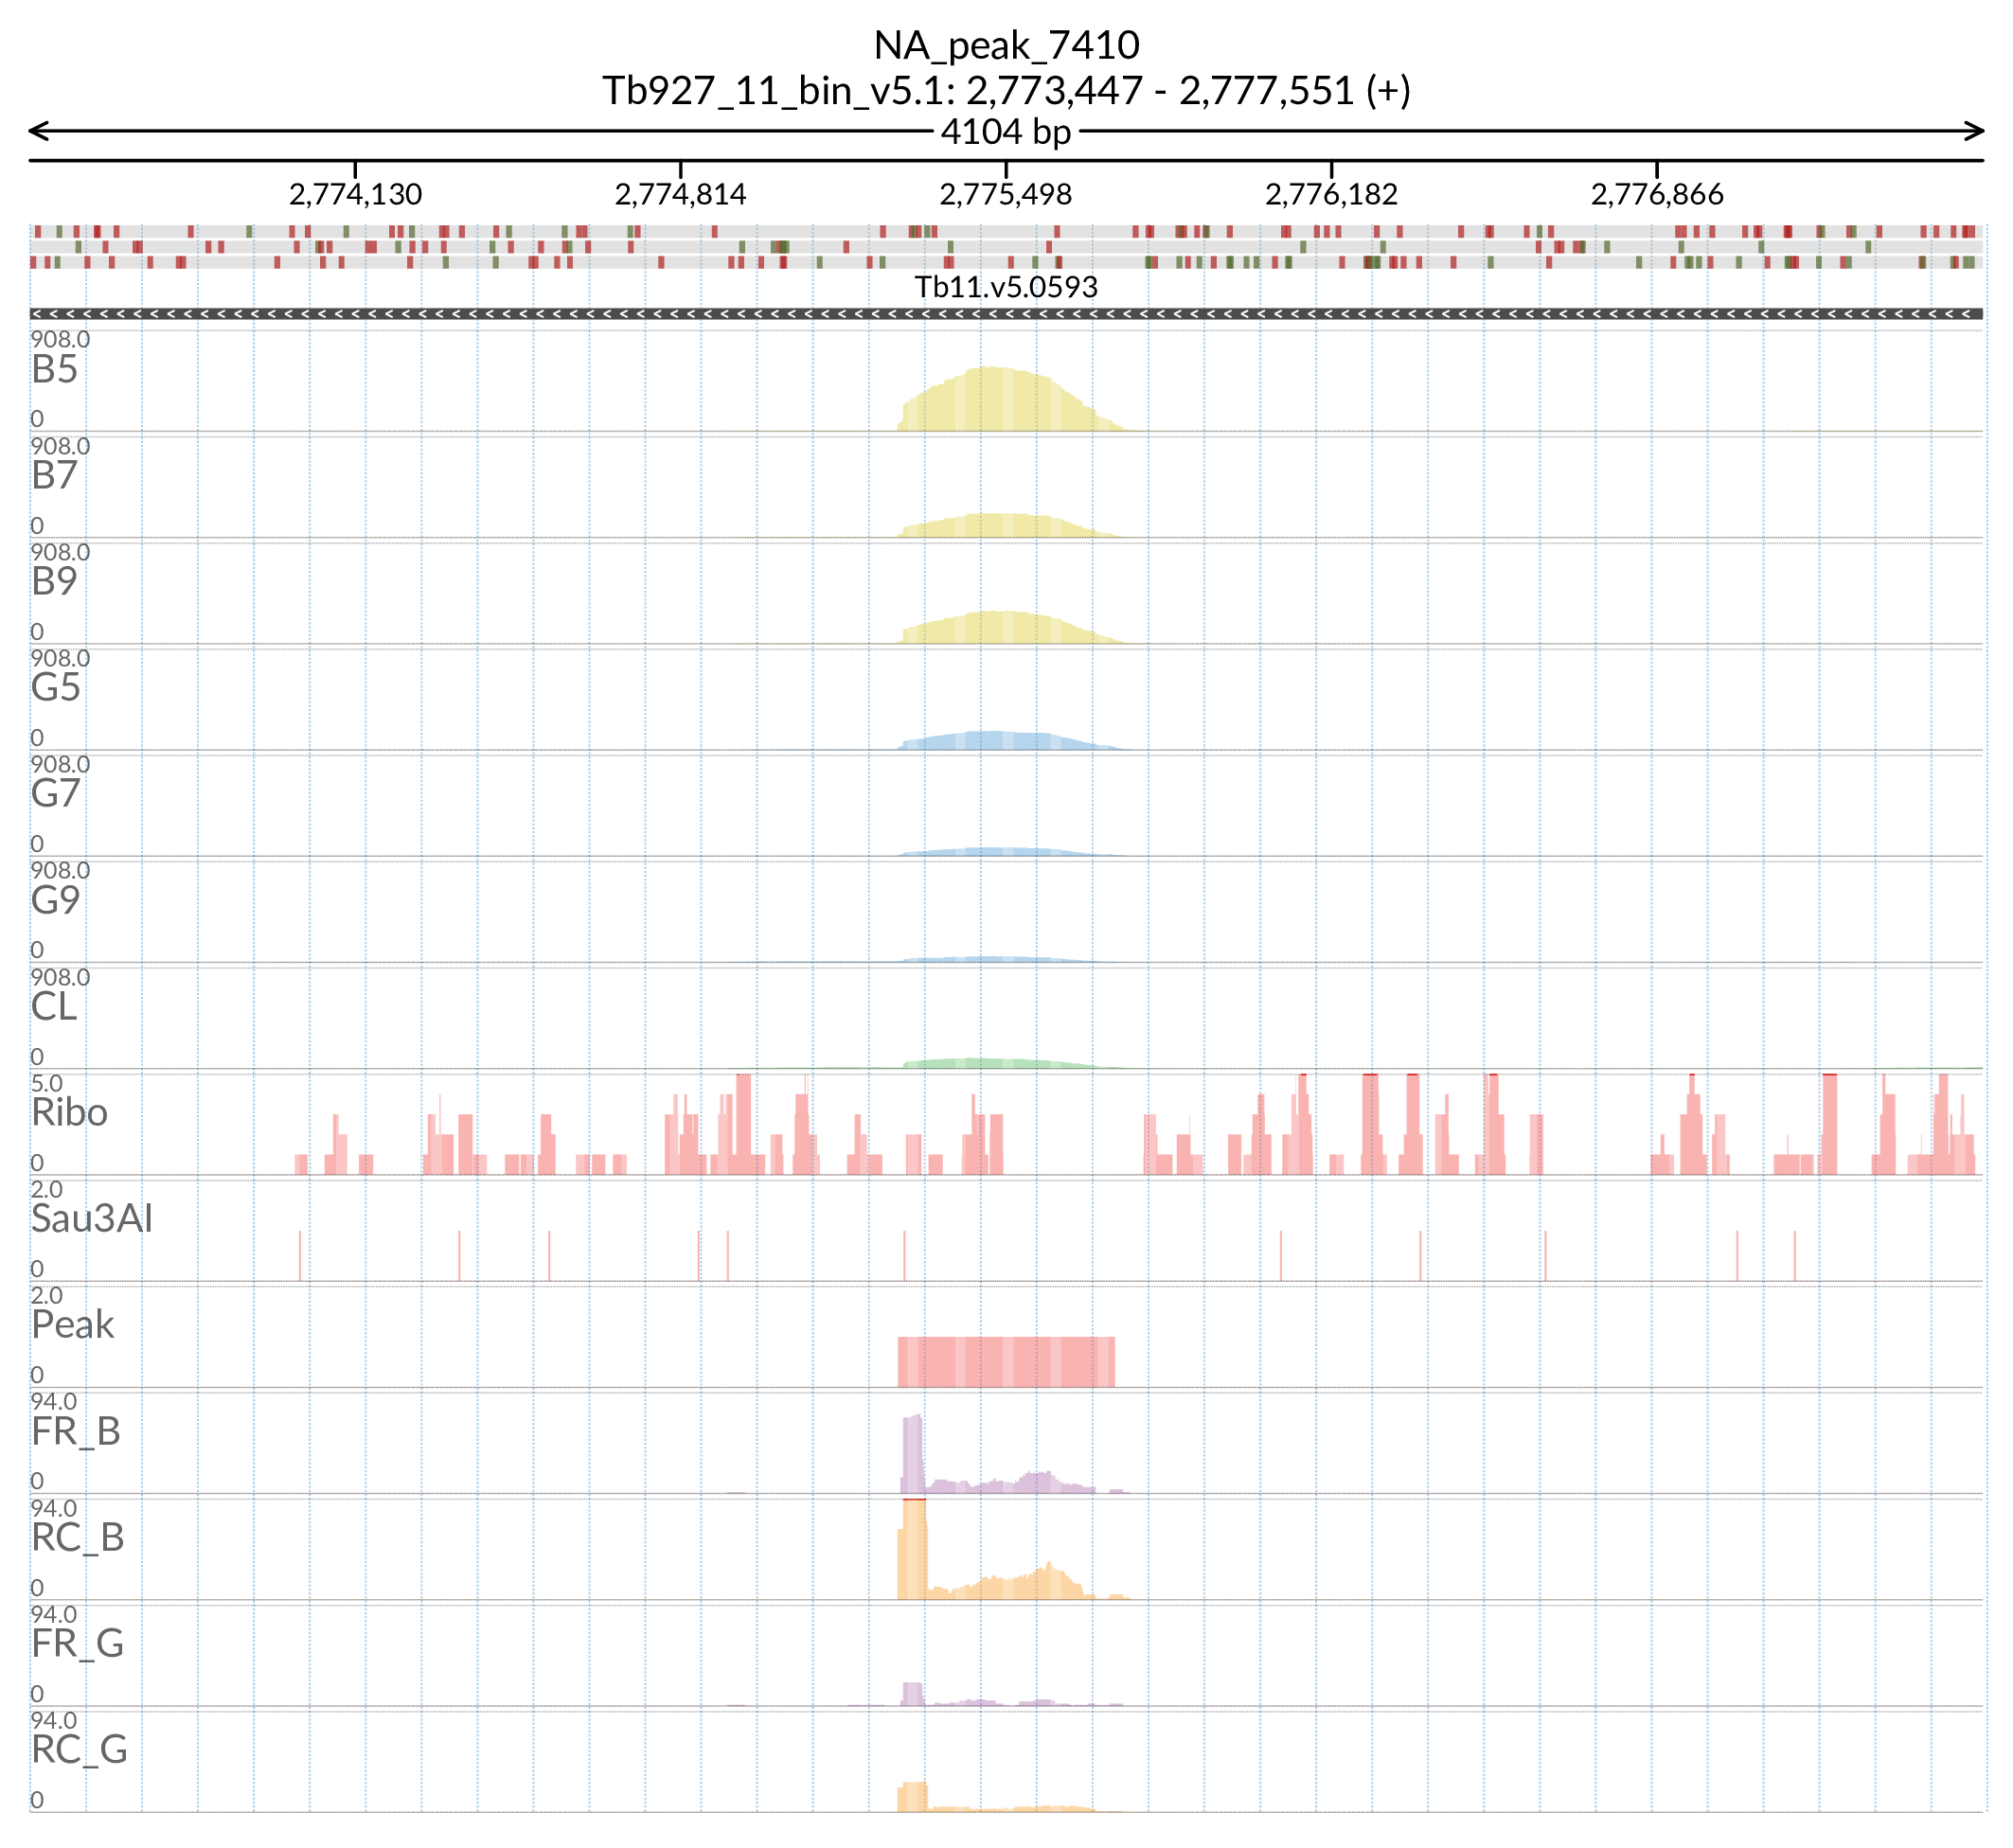 NA_peak_7410
Tb927_11_bin_v5.1: 2,773,447 - 2,777,551 (+)
4104 bp
2,774,130 2,774,814 2,775,498 2,776,182 2,776,866
Tb11.v5.0593
908.0
B5
0
908.0
B7
0
908.0
B9
0
908.0
G5
0
908.0
G7
0
908.0
G9
0
908.0
CL
0
5.0
Ribo
0
2.0
Sau3AI
0
2.0
Peak
0
94.0
FR_B
0
94.0
RC_B
0
94.0
FR_G
0
94.0
RC_G
0